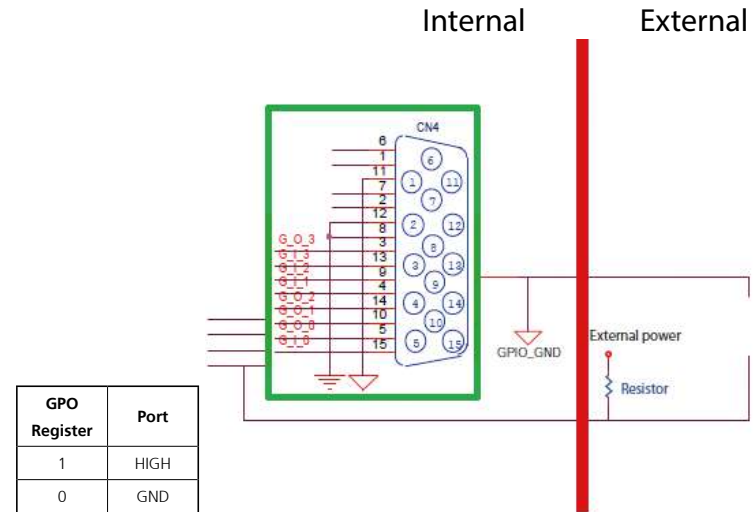 Internal External
CN4
6
1
11
7
2
12
8
G_O_3 3
G_I_3 13
G_I_2 9
G_I_1 4
G_O_2 14
G_O_1 10
G_O_0 5
G_I_0 15
6
1 11
7
2 12
8
3 13
9
4 14
10
5 15
GPIO_GND
External power
Resistor
GPO Register Port
1 HIGH
0 GND